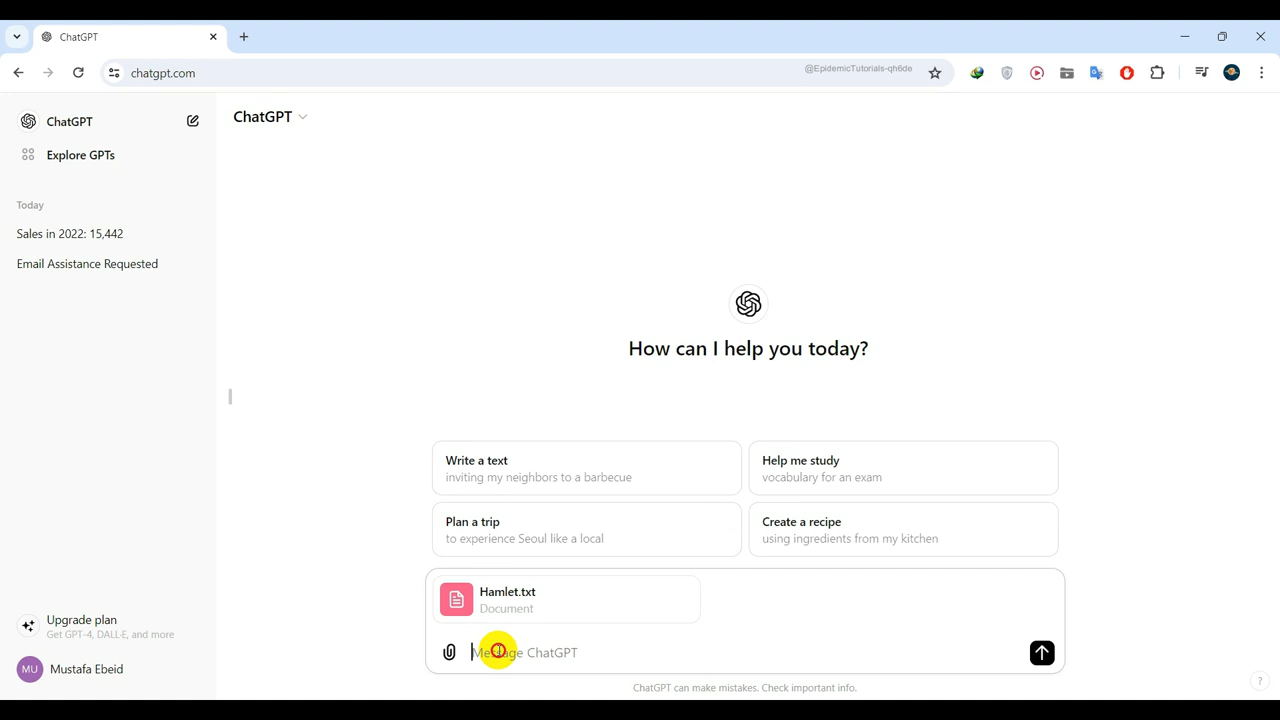 ChatGPT
chatgpt.com
@EpidemicTutorials-qh6de
ChatGPT
Explore GPTs
Today
Sales in 2022: 15,442
Email Assistance Requested
Upgrade plan
Get GPT-4, DALL·E, and more
MU Mustafa Ebeid
ChatGPT
How can I help you today?
Write a text
inviting my neighbors to a barbecue
Help me study
vocabulary for an exam
Plan a trip
to experience Seoul like a local
Create a recipe
using ingredients from my kitchen
Hamlet.txt
Document
Message ChatGPT
ChatGPT can make mistakes. Check important info.
?